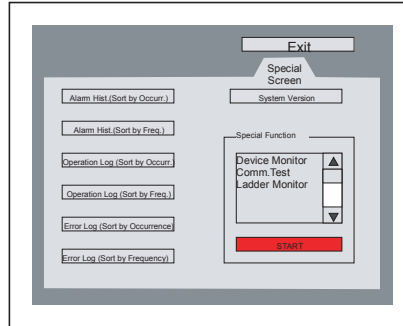 Exit
Special
Screen
Alarm Hist.(Sort by Occurr.)
System Version
Alarm Hist.(Sort by Freq.)
Operation Log (Sort by Occurr.)
Operation Log (Sort by Freq.)
Error Log (Sort by Occurrence)
Error Log (Sort by Frequency)
Special Function
Device Monitor
Comm.Test
Ladder Monitor
START